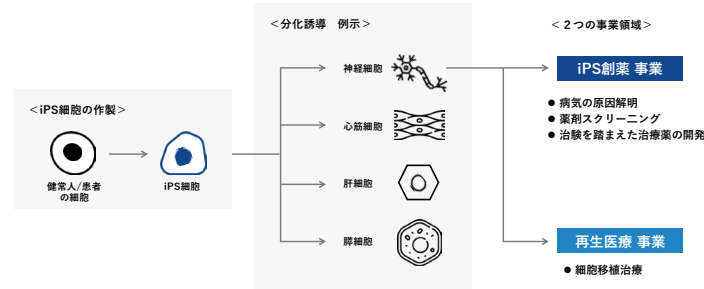 ＜iPS細胞の作製＞
健常人/患者
の細胞
iPS細胞
＜分化誘導　例示＞
神経細胞
心筋細胞
肝細胞
膵細胞
＜２つの事業領域＞
iPS創薬 事業
● 病気の原因解明
● 薬剤スクリーニング
● 治験を踏まえた治療薬の開発
再生医療 事業
● 細胞移植治療